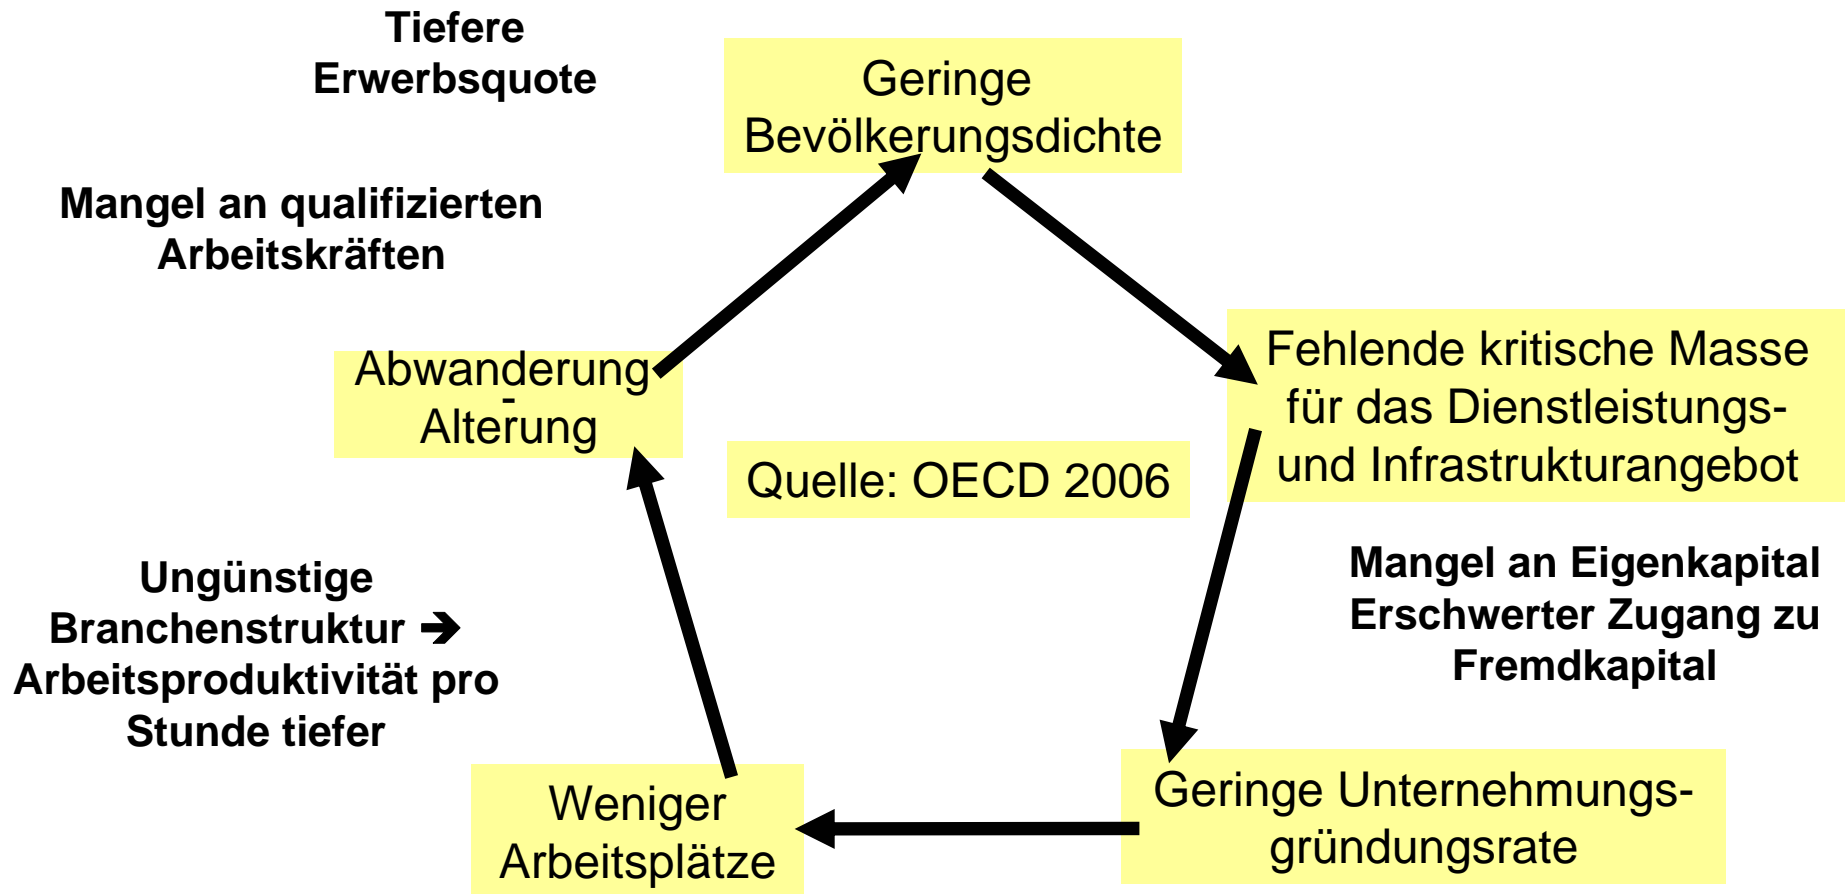 Tiefere
Erwerbsquote
Geringe
Bevölkerungsdichte
Mangel an qualifizierten
Arbeitskräften
Abwanderung
-
Alterung
Fehlende kritische Masse
für das Dienstleistungs-
und Infrastrukturangebot
Quelle: OECD 2006
Ungünstige
Branchenstruktur ➔
Arbeitsproduktivität pro
Stunde tiefer
Mangel an Eigenkapital
Erschwerter Zugang zu
Fremdkapital
Weniger
Arbeitsplätze
Geringe Unternehmungs-
gründungsrate